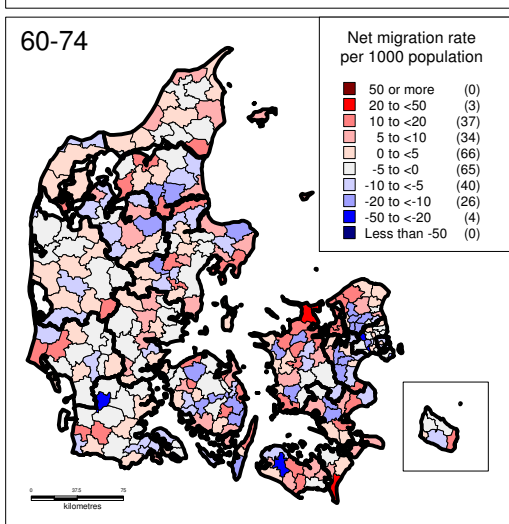 60-74
Net migration rate
per 1000 population
50 or more (0)
20 to <50 (3)
10 to <20 (37)
5 to <10 (34)
0 to <5 (66)
-5 to <0 (65)
-10 to <-5 (40)
-20 to <-10 (26)
-50 to <-20 (4)
Less than -50 (0)
0 37.5 75
kilometres